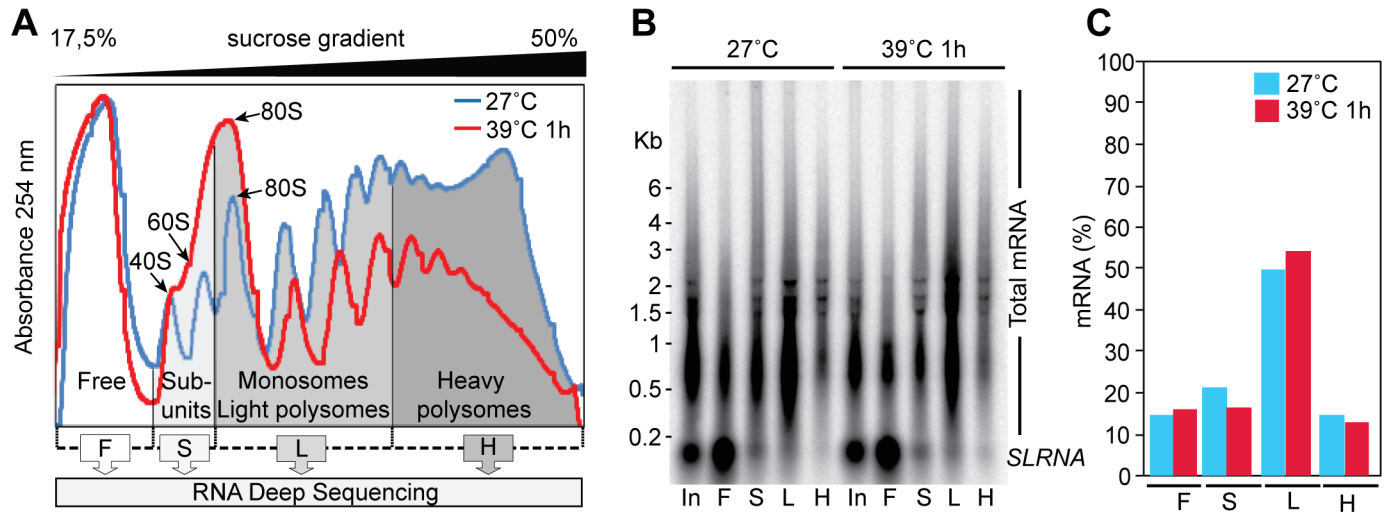 A
17,5%
sucrose gradient
50%
Absorbance 254 nm
27˚C
39˚C 1h
80S
80S
60S
40S
Free
Sub-
units
Monosomes
Light polysomes
Heavy
polysomes
F
S
L
H
RNA Deep Sequencing
B
27˚C
39˚C 1h
Kb
6
4
3
2
1.5
1
0.5
0.2
Total mRNA
SLRNA
In F S L H In F S L H
C
mRNA (%)
100
90
80
70
60
50
40
30
20
10
0
27˚C
39˚C 1h
F S L H